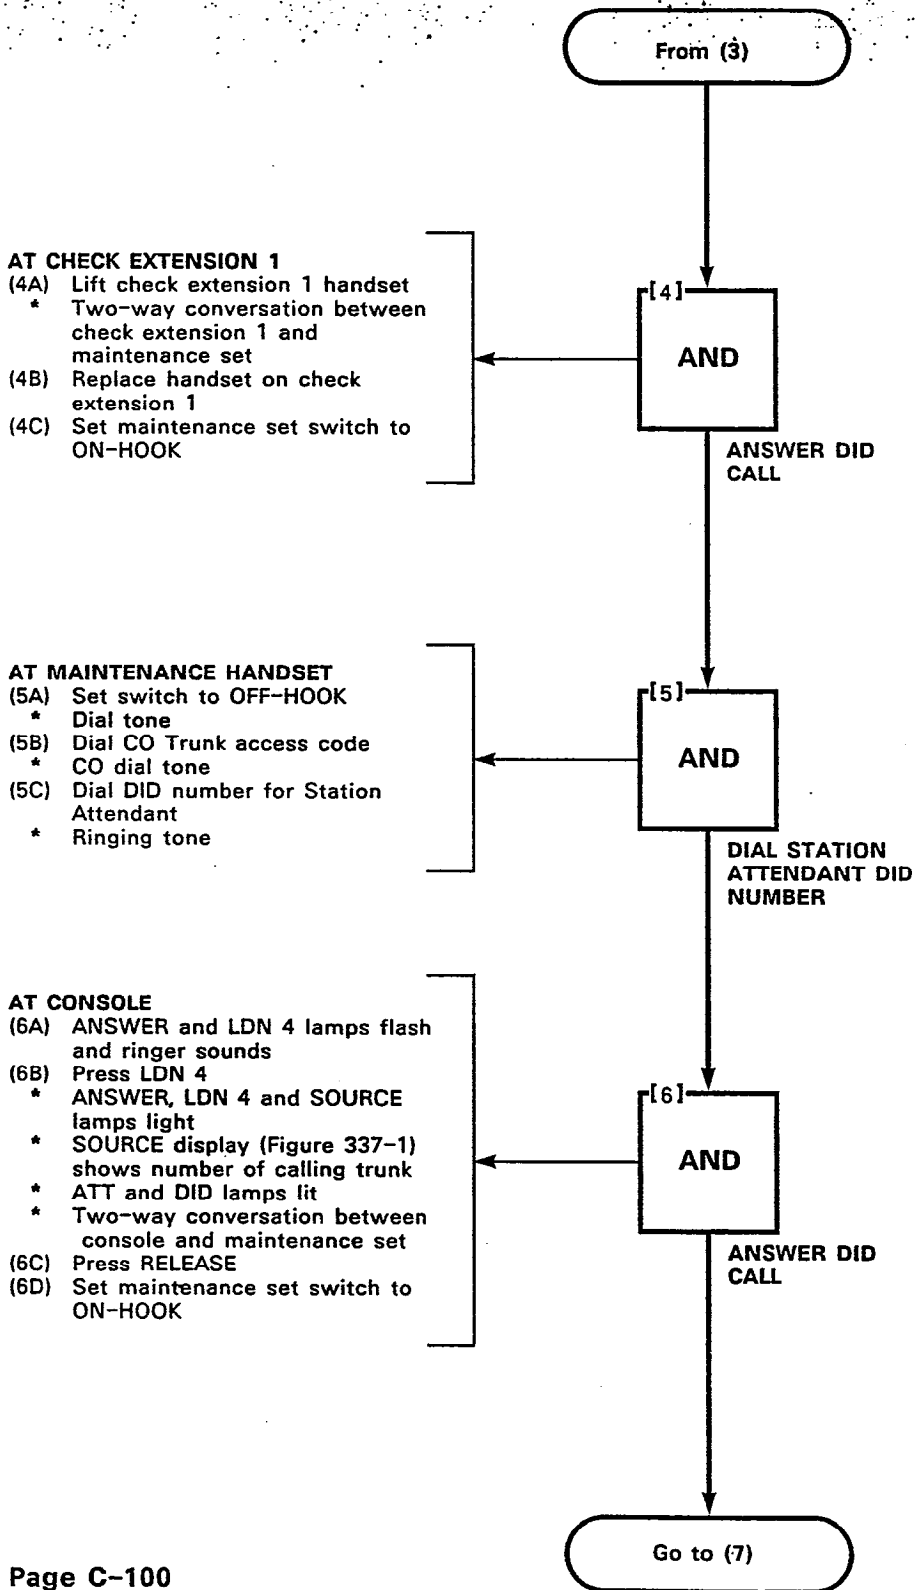 From (3)
AT CHECK EXTENSION 1
(4A) Lift check extension 1 handset
* Two-way conversation between
check extension 1 and
maintenance set
(4B) Replace handset on check
extension 1
(4C) Set maintenance set switch to
ON-HOOK
[4]
AND
ANSWER DID
CALL
AT MAINTENANCE HANDSET
(5A) Set switch to OFF-HOOK
* Dial tone
(5B) Dial CO Trunk access code
* CO dial tone
(5C) Dial DID number for Station
Attendant
* Ringing tone
[5]
AND
DIAL STATION
ATTENDANT DID
NUMBER
AT CONSOLE
(6A) ANSWER and LDN 4 lamps flash
and ringer sounds
(6B) Press LDN 4
* ANSWER, LDN 4 and SOURCE
lamps light
* SOURCE display (Figure 337-1)
shows number of calling trunk
* ATT and DID lamps lit
* Two-way conversation between
console and maintenance set
(6C) Press RELEASE
(6D) Set maintenance set switch to
ON-HOOK
[6]
AND
ANSWER DID
CALL
Go to (7)
Page C-100